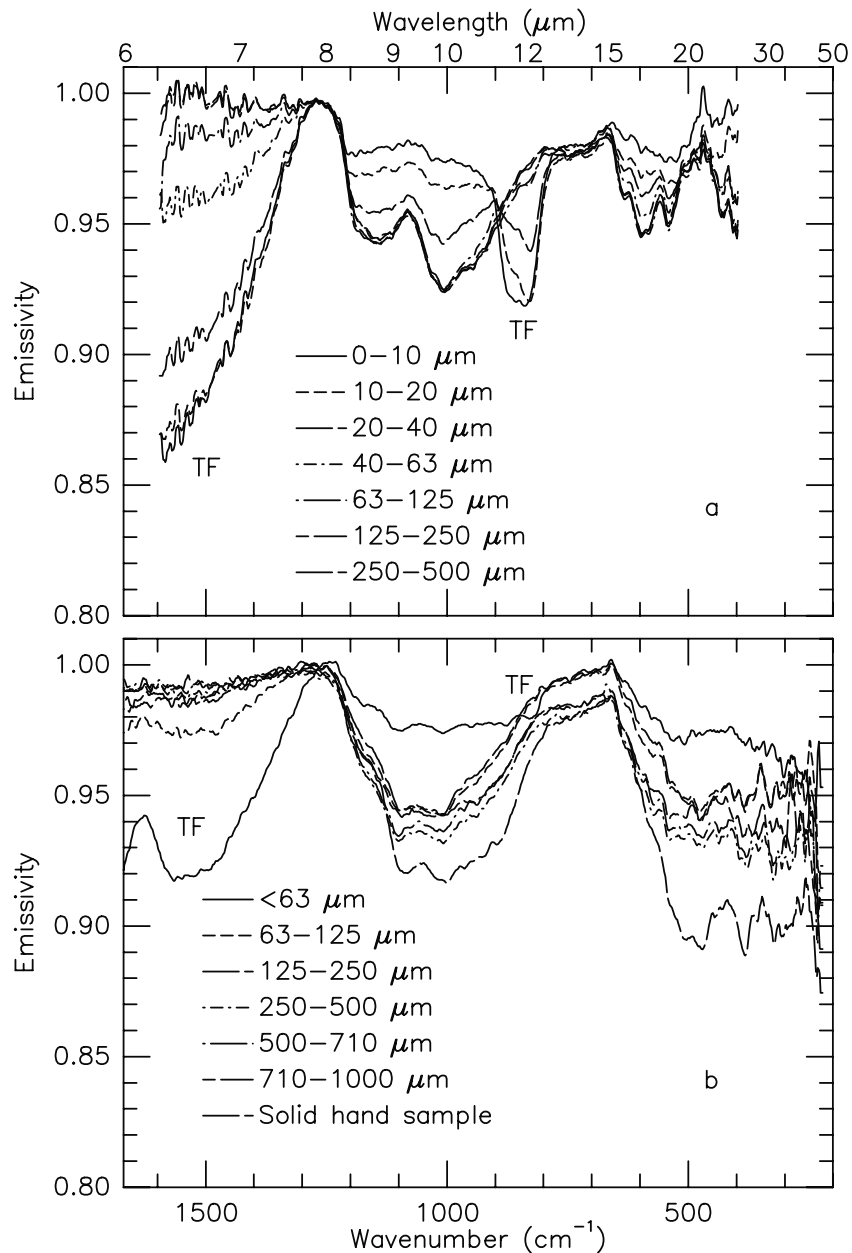 Wavelength (μm)
6 7 8 9 10 12 15 20 30 50
1.00
0.95
0.90
0.85
0.80
Emissivity
TF
TF
0−10 μm
10−20 μm
20−40 μm
40−63 μm
63−125 μm
125−250 μm
250−500 μm
a
1.00
0.95
0.90
0.85
0.80
Emissivity
TF
TF
<63 μm
63−125 μm
125−250 μm
250−500 μm
500−710 μm
710−1000 μm
Solid hand sample
b
1500 1000 500
Wavenumber (cm⁻¹)